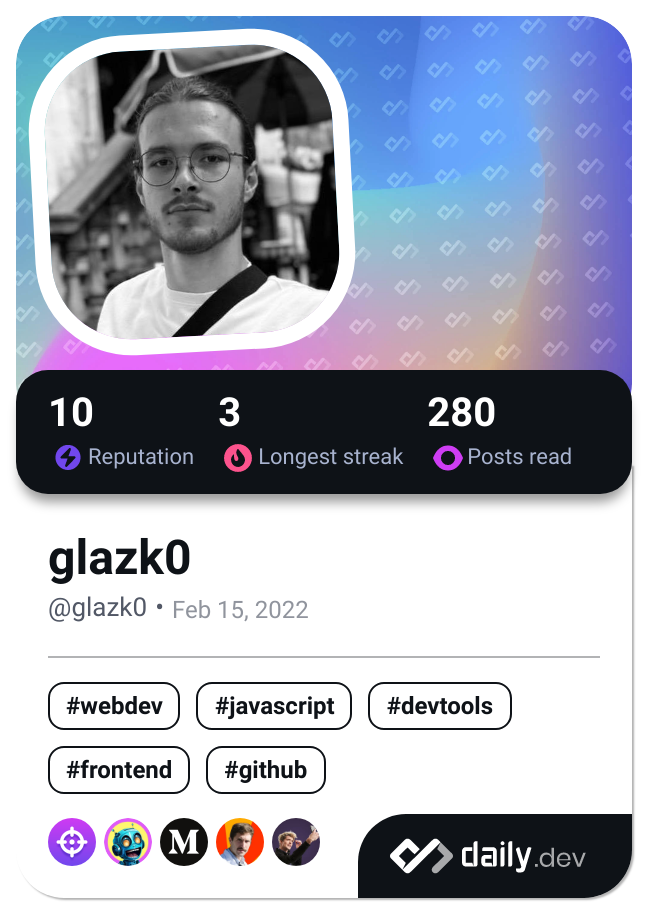 10 3 280
Reputation Longest streak Posts read
glazk0
@glazk0 • Feb 15, 2022
#webdev #javascript #devtools
#frontend #github
M
daily.dev